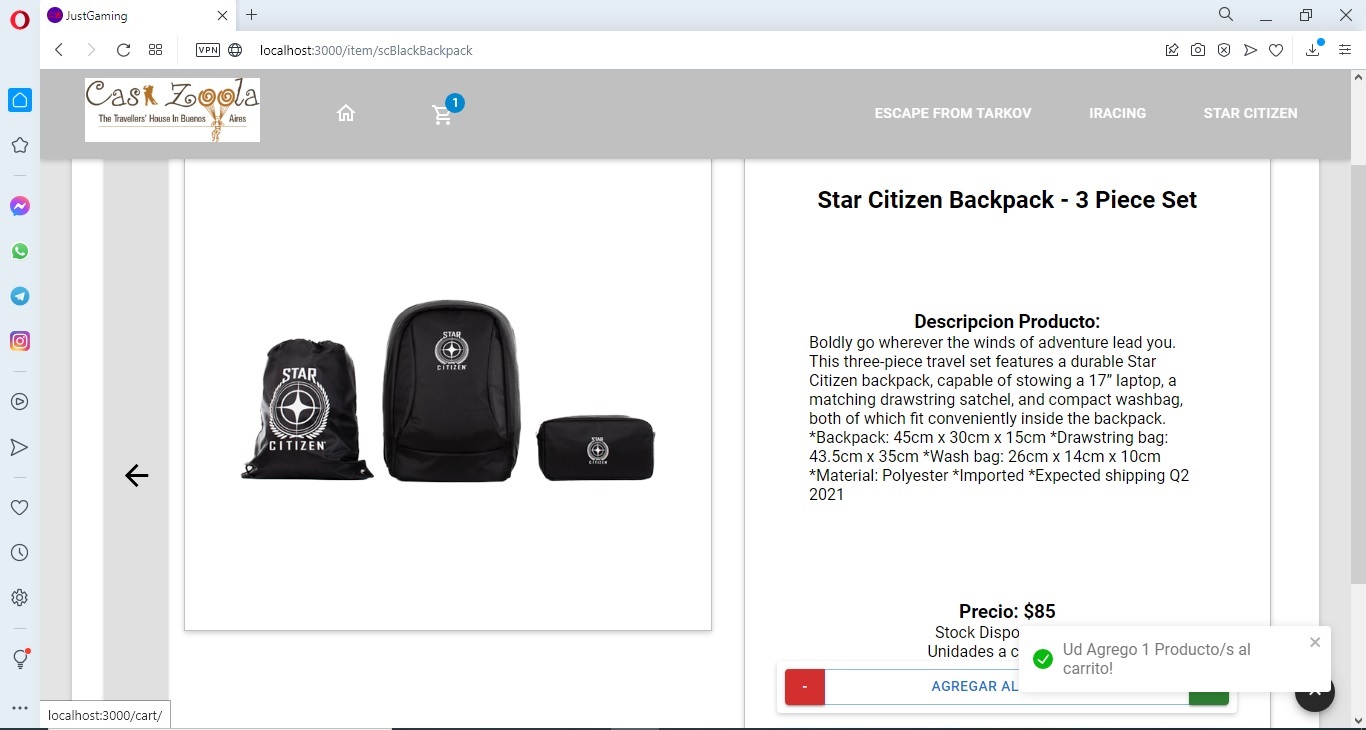 JustGaming
VPN
localhost:3000/item/scBlackBackpack
Casa Zoola
The Travellers' House In Buenos Aires
1
ESCAPE FROM TARKOV
IRACING
STAR CITIZEN
Star Citizen Backpack - 3 Piece Set
STAR
CITIZEN
STAR
CITIZEN
STAR
CITIZEN
Descripcion Producto:
Boldly go wherever the winds of adventure lead you.
This three-piece travel set features a durable Star
Citizen backpack, capable of stowing a 17” laptop, a
matching drawstring satchel, and compact washbag,
both of which fit conveniently inside the backpack.
*Backpack: 45cm x 30cm x 15cm *Drawstring bag:
43.5cm x 35cm *Wash bag: 26cm x 14cm x 10cm
*Material: Polyester *Imported *Expected shipping Q2
2021
Precio: $85
Stock Dispo
Unidades a c
- AGREGAR AL
Ud Agrego 1 Producto/s al
carrito!
localhost:3000/cart/